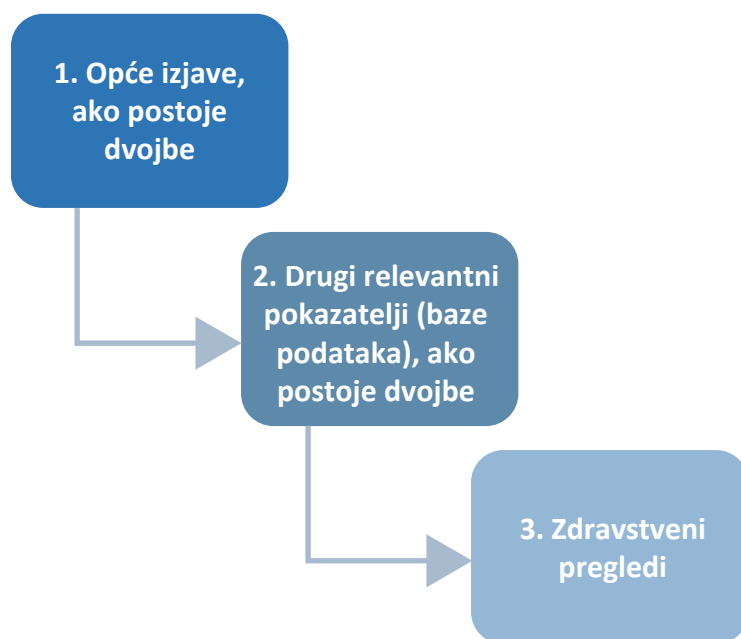 1. Opće izjave,
ako postoje
dvojbe
2. Drugi relevantni
pokazatelji (baze
podataka), ako
postoje dvojbe
3. Zdravstveni
pregledi